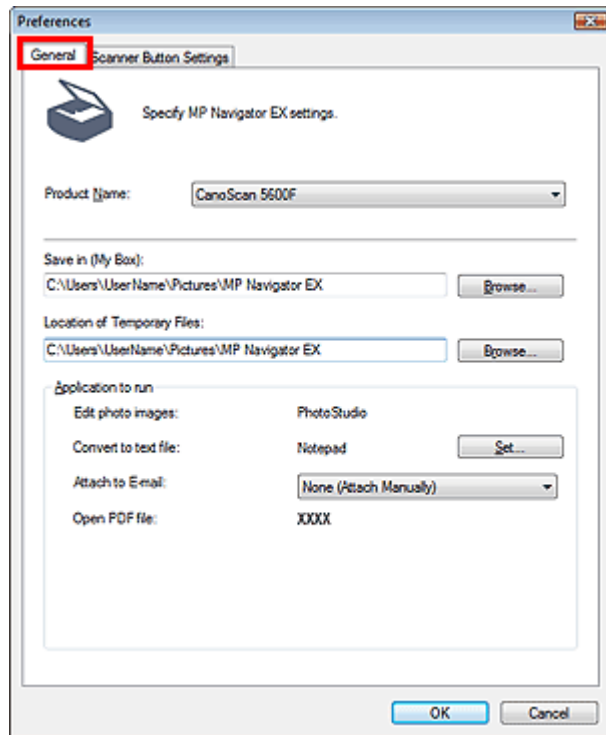 Preferences
General Scanner Button Settings
Specify MP Navigator EX settings.
Product Name: CanoScan 5600F
Save in (My Box):
C:\Users\UserName\Pictures\MP Navigator EX Browse...
Location of Temporary Files:
C:\Users\UserName\Pictures\MP Navigator EX Browse...
Application to run
Edit photo images: PhotoStudio
Convert to text file: Notepad Set...
Attach to E-mail: None (Attach Manually)
Open PDF file: XXXX
OK Cancel